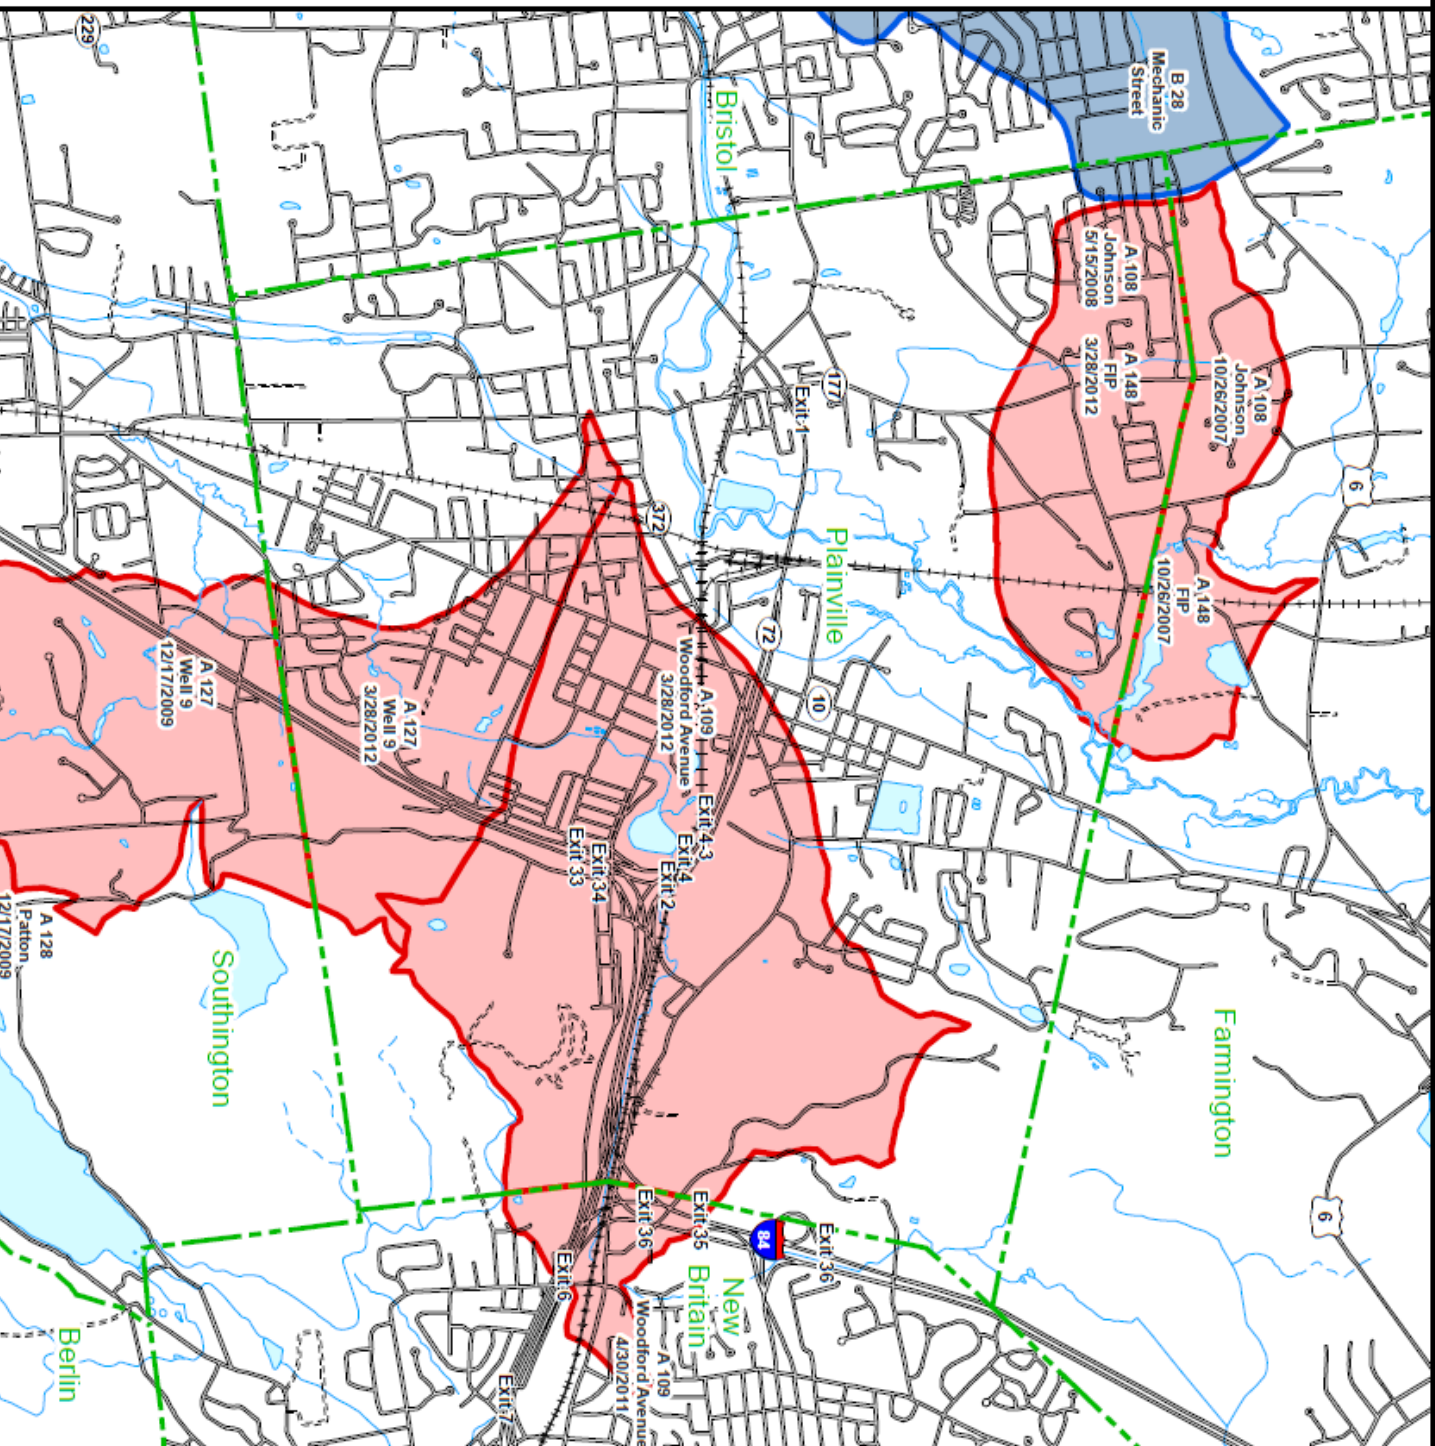 229
Bristol
B 28
Mechanic
Street
A 108
Johnson
5/15/2008
A 148
FIP
3/28/2012
A 108
Johnson
10/26/2007
A 148
FIP
10/26/2007
6
177
Exit 1
372
Plainville
72
10
A 109
Woodford Avenue
3/28/2012
A 127
Well 9
12/17/2009
A 127
Well 9
3/28/2012
Exit 4-3
Exit 4
Exit 2
Exit 34
Exit 33
A 128
Patton
12/17/2009
Southington
Farmington
6
Exit 36
84
Exit 35
Exit 36
Exit 6
New
Britain
A 109
Woodford Avenue
4/30/2011
Exit 7
Berlin